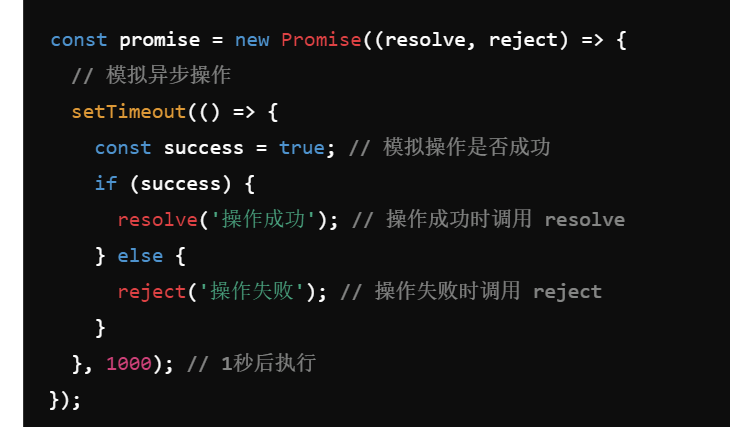 const promise = new Promise((resolve, reject) => {
  // 模拟异步操作
  setTimeout(() => {
    const success = true; // 模拟操作是否成功
    if (success) {
      resolve('操作成功'); // 操作成功时调用 resolve
    } else {
      reject('操作失败'); // 操作失败时调用 reject
    }
  }, 1000); // 1秒后执行
});